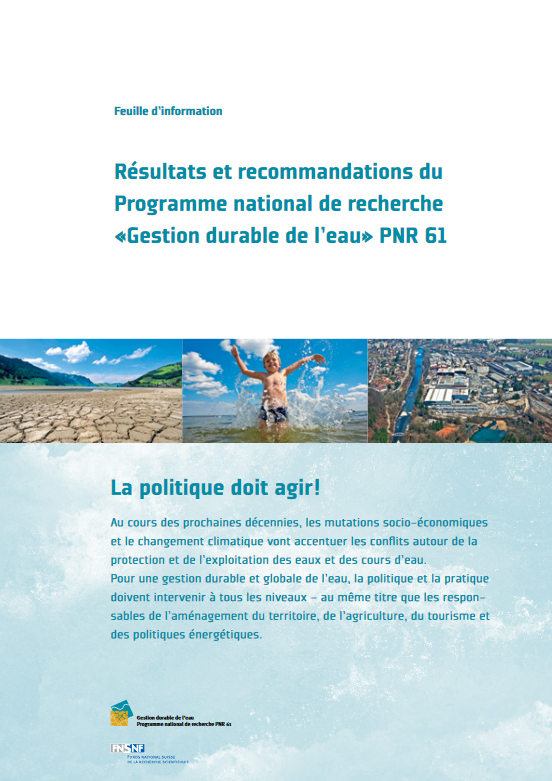 Feuille d'information
Résultats et recommandations du
Programme national de recherche
«Gestion durable de l'eau» PNR 61
La politique doit agir!
Au cours des prochaines décennies, les mutations socio-économiques
et le changement climatique vont accentuer les conflits autour de la
protection et de l'exploitation des eaux et des cours d'eau.
Pour une gestion durable et globale de l'eau, la politique et la pratique
doivent intervenir à tous les niveaux – au même titre que les respon-
sables de l'aménagement du territoire, de l'agriculture, du tourisme et
des politiques énergétiques.
Gestion durable de l'eau
Programme national de recherche PNR 61
FNSNF
FONDS NATIONAL SUISSE
DE LA RECHERCHE SCIENTIFIQUE